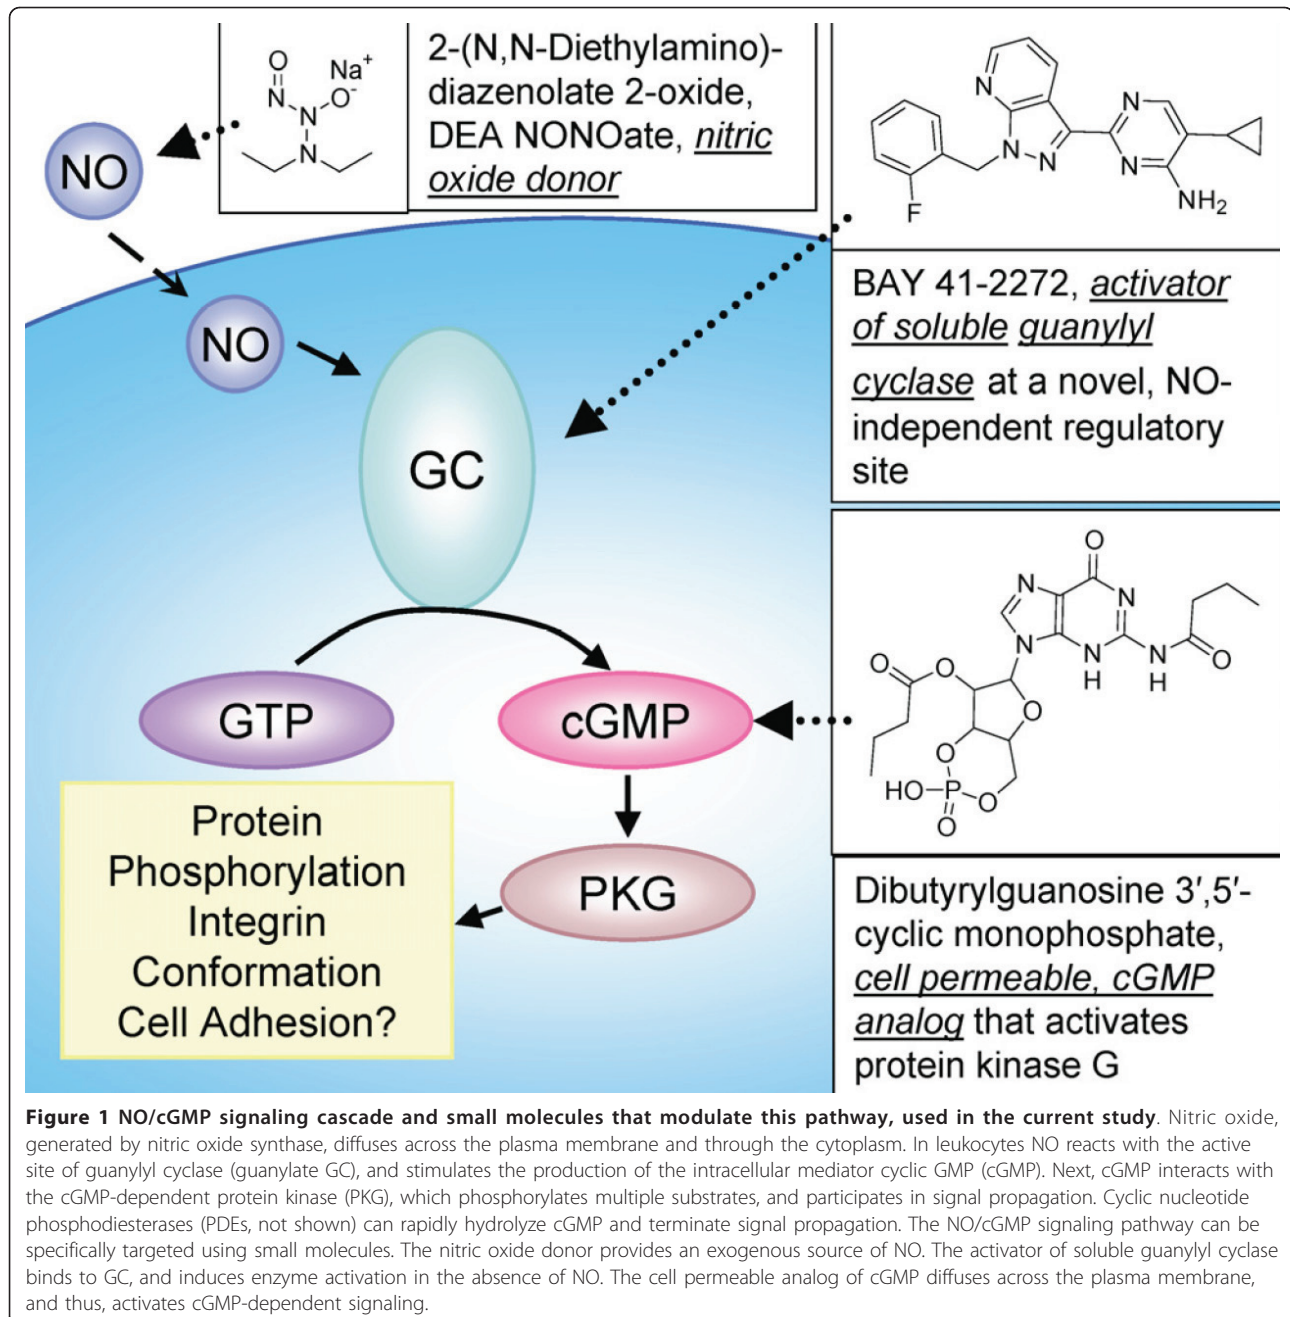 2-(N,N-Diethylamino)-
diazenolate 2-oxide,
DEA NONOate, nitric
oxide donor
O
N
N
O-
Na+
N
NO
NO
GC
GTP
cGMP
PKG
Protein
Phosphorylation
Integrin
Conformation
Cell Adhesion?
N
N
N
N
N
F
NH2
BAY 41-2272, activator
of soluble guanylyl
cyclase at a novel, NO-
independent regulatory
site
O
N
N
N
N
H
N
H
O
O
O
O
O
HO
P
O
O
Dibutyrylguanosine 3′,5′-
cyclic monophosphate,
cell permeable, cGMP
analog that activates
protein kinase G
Figure 1 NO/cGMP signaling cascade and small molecules that modulate this pathway, used in the current study. Nitric oxide,
generated by nitric oxide synthase, diffuses across the plasma membrane and through the cytoplasm. In leukocytes NO reacts with the active
site of guanylyl cyclase (guanylate GC), and stimulates the production of the intracellular mediator cyclic GMP (cGMP). Next, cGMP interacts with
the cGMP-dependent protein kinase (PKG), which phosphorylates multiple substrates, and participates in signal propagation. Cyclic nucleotide
phosphodiesterases (PDEs, not shown) can rapidly hydrolyze cGMP and terminate signal propagation. The NO/cGMP signaling pathway can be
specifically targeted using small molecules. The nitric oxide donor provides an exogenous source of NO. The activator of soluble guanylyl cyclase
binds to GC, and induces enzyme activation in the absence of NO. The cell permeable analog of cGMP diffuses across the plasma membrane,
and thus, activates cGMP-dependent signaling.